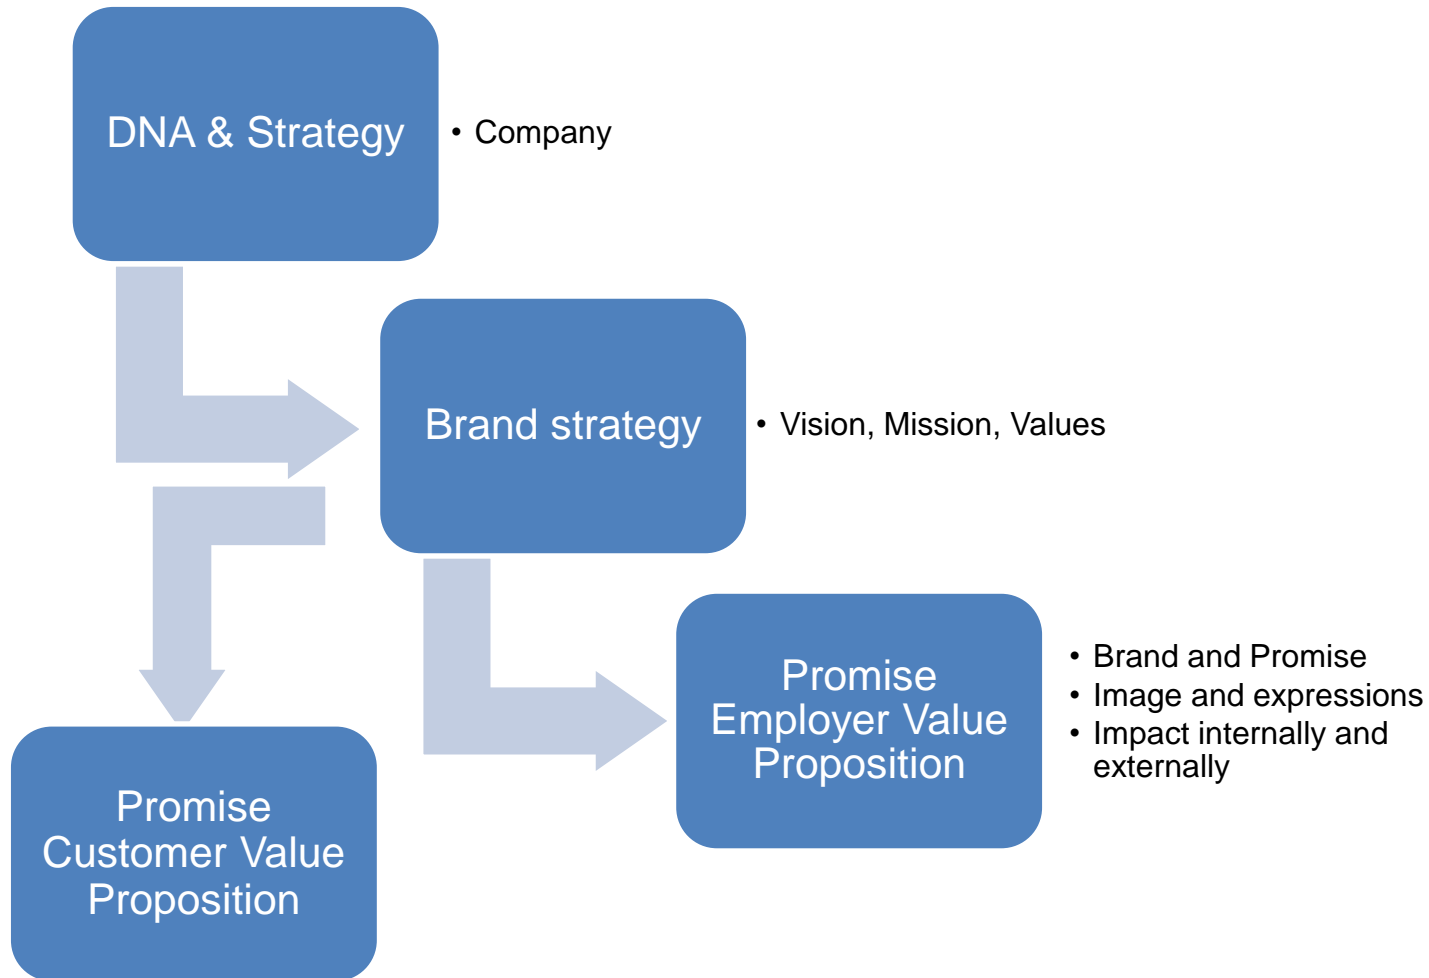 DNA & Strategy
• Company
Brand strategy
• Vision, Mission, Values
Promise
Employer Value
Proposition
• Brand and Promise
• Image and expressions
• Impact internally and
externally
Promise
Customer Value
Proposition